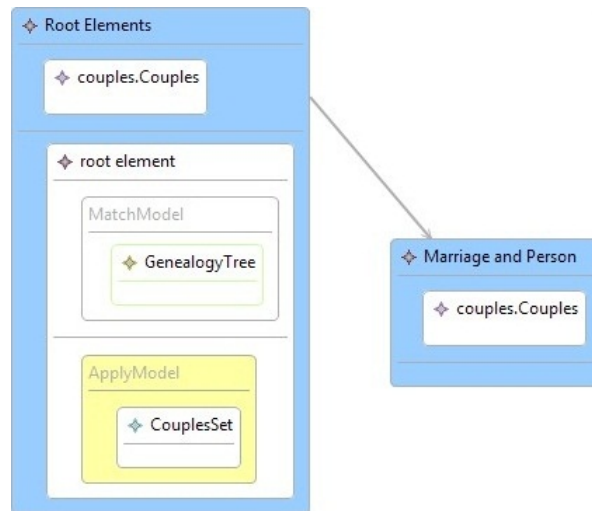 Root Elements
couples.Couples
root element
MatchModel
GenealogyTree
ApplyModel
CouplesSet
Marriage and Person
couples.Couples